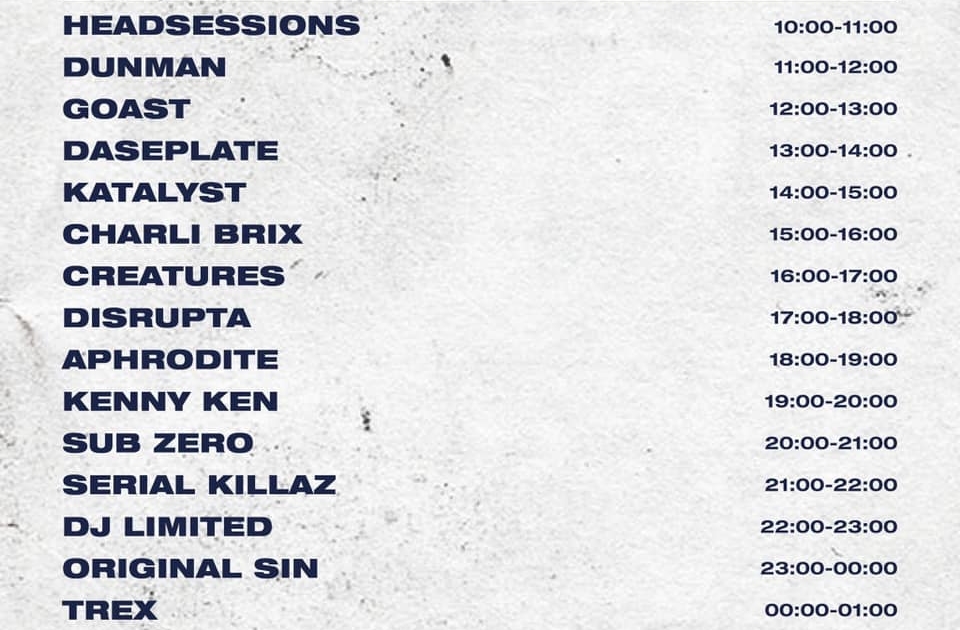 HEADSESSIONS 10:00-11:00
DUNMAN 11:00-12:00
GOAST 12:00-13:00
DASEPLATE 13:00-14:00
KATALYST 14:00-15:00
CHARLI BRIX 15:00-16:00
CREATURES 16:00-17:00
DISRUPTA 17:00-18:00
APHRODITE 18:00-19:00
KENNY KEN 19:00-20:00
SUB ZERO 20:00-21:00
SERIAL KILLAZ 21:00-22:00
DJ LIMITED 22:00-23:00
ORIGINAL SIN 23:00-00:00
TREX 00:00-01:00